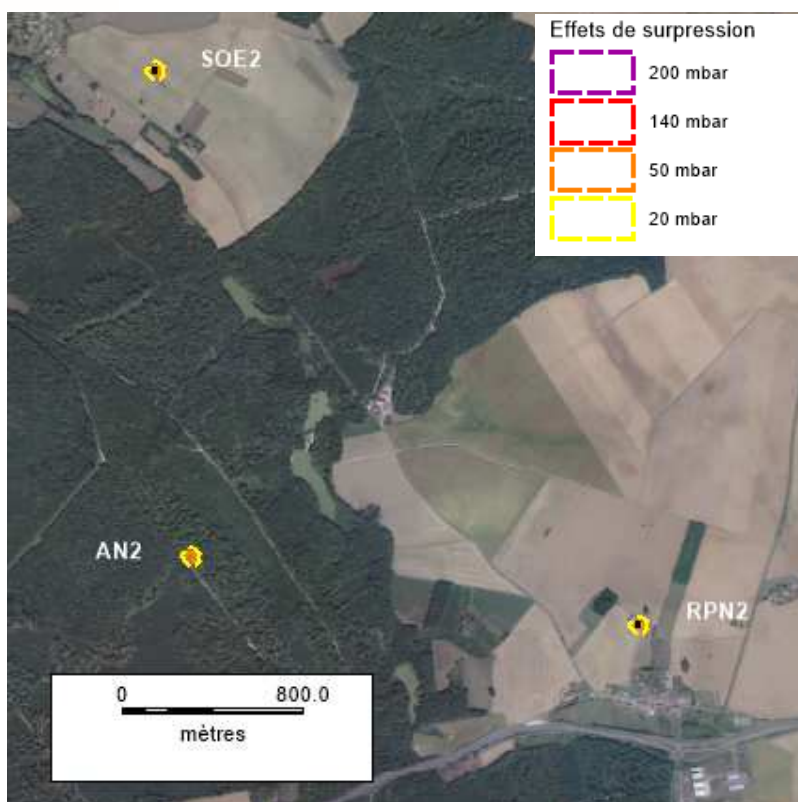 Effets de surpression
200 mbar
140 mbar
50 mbar
20 mbar
SOE2
AN2
RPN2
0 800.0
mètres